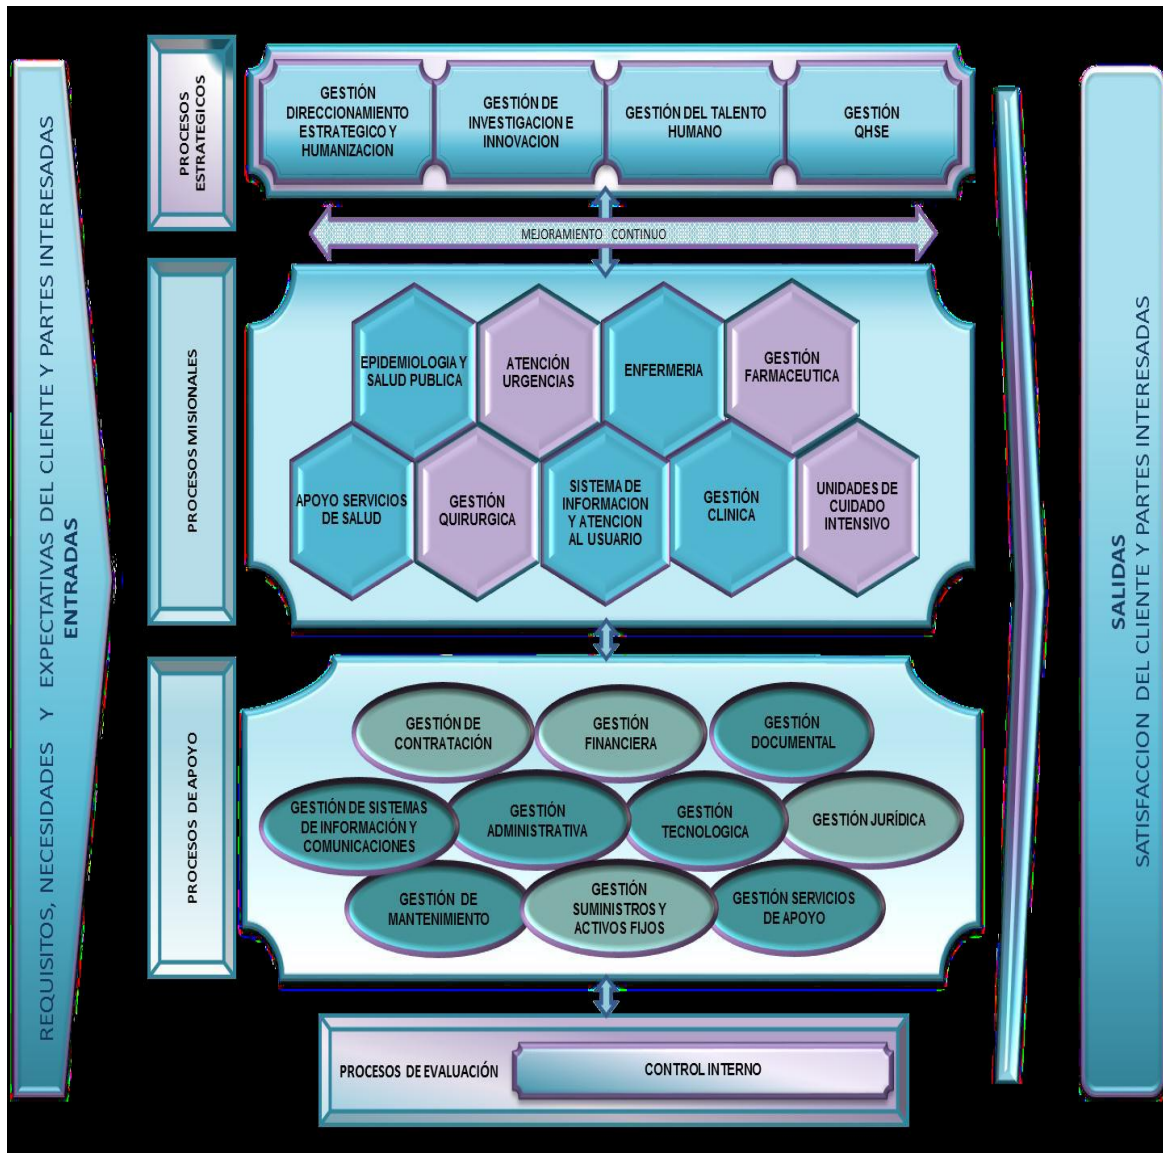 REQUISITOS, NECESIDADES Y EXPECTATIVAS DEL CLIENTE Y PARTES INTERESADAS
ENTRADAS
PROCESOS
ESTRATEGICOS
GESTIÓN
DIRECCIONAMIENTO
ESTRATEGICO Y
HUMANIZACION
GESTIÓN DE
INVESTIGACION E
INNOVACION
GESTIÓN DEL TALENTO
HUMANO
GESTIÓN
QHSE
MEJORAMIENTO CONTINUO
PROCESOS MISIONALES
EPIDEMIOLOGIA Y
SALUD PUBLICA
ATENCIÓN
URGENCIAS
ENFERMERIA
GESTIÓN
FARMACEUTICA
APOYO SERVICIOS
DE SALUD
GESTIÓN
QUIRURGICA
SISTEMA DE
INFORMACION
Y ATENCION
AL USUARIO
GESTIÓN
CLINICA
UNIDADES DE
CUIDADO
INTENSIVO
PROCESOS DE APOYO
GESTIÓN DE
CONTRATACIÓN
GESTIÓN
FINANCIERA
GESTIÓN
DOCUMENTAL
GESTIÓN DE SISTEMAS
DE INFORMACIÓN Y
COMUNICACIONES
GESTIÓN
ADMINISTRATIVA
GESTIÓN
TECNOLOGICA
GESTIÓN JURÍDICA
GESTIÓN DE
MANTENIMIENTO
GESTIÓN
SUMINISTROS Y
ACTIVOS FIJOS
GESTIÓN SERVICIOS
DE APOYO
PROCESOS DE EVALUACIÓN
CONTROL INTERNO
SALIDAS
SATISFACCION DEL CLIENTE Y PARTES INTERESADAS